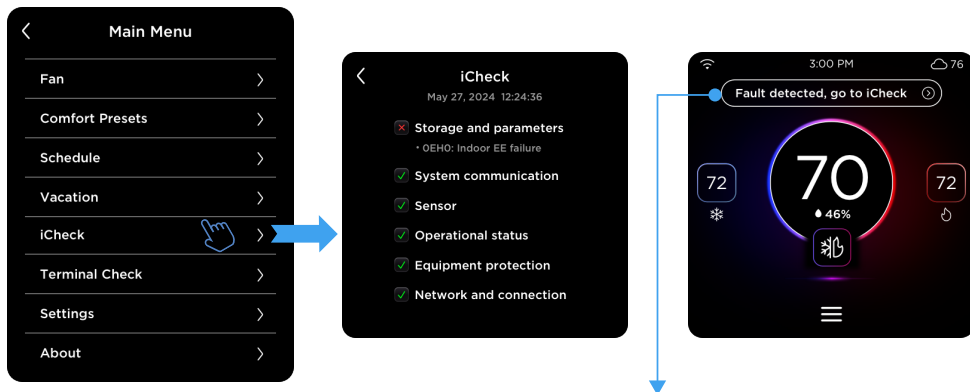 Main Menu
Fan
Comfort Presets
Schedule
Vacation
iCheck
Terminal Check
Settings
About
iCheck
May 27, 2024 12:24:36
Storage and parameters
• 0EH0: Indoor EE failure
System communication
Sensor
Operational status
Equipment protection
Network and connection
3:00 PM 76
Fault detected, go to iCheck
70
72 72
46%